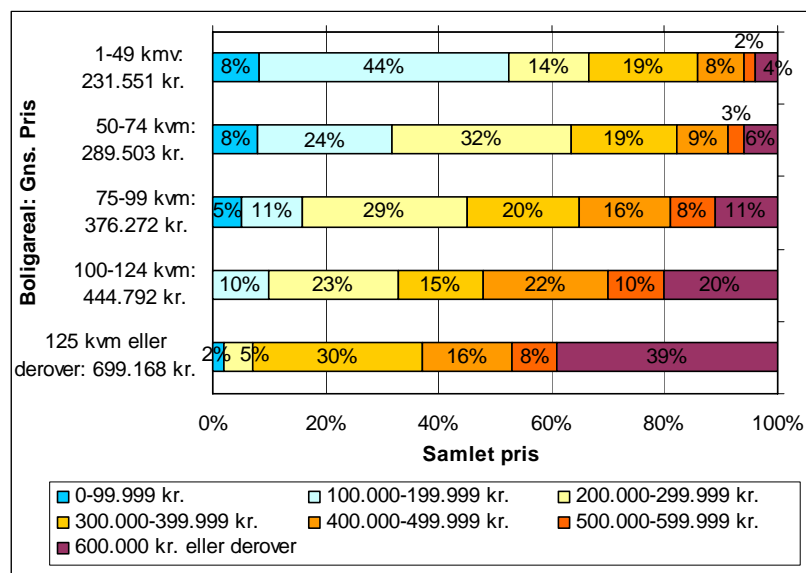 Boligareal: Gns. Pris
1-49 kmv:
231.551 kr.
8% 44% 14% 19% 8% 2% 4%
50-74 kvm:
289.503 kr.
8% 24% 32% 19% 9% 3% 6%
75-99 kvm:
376.272 kr.
5% 11% 29% 20% 16% 8% 11%
100-124 kvm:
444.792 kr.
10% 23% 15% 22% 10% 20%
125 kvm eller
derover: 699.168 kr.
2% 5% 30% 16% 8% 39%
0% 20% 40% 60% 80% 100%
Samlet pris
0-99.999 kr. 100.000-199.999 kr. 200.000-299.999 kr.
300.000-399.999 kr. 400.000-499.999 kr. 500.000-599.999 kr.
600.000 kr. eller derover